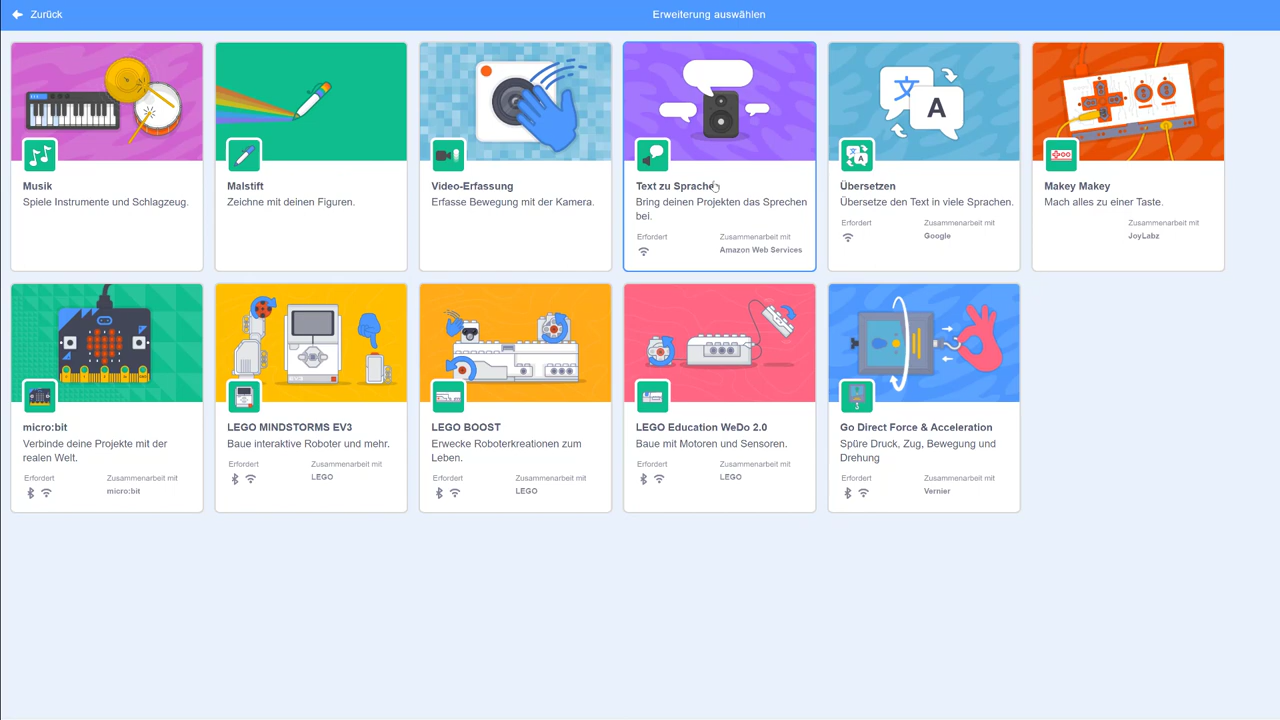 Zurück
Erweiterung auswählen
Musik
Spiele Instrumente und Schlagzeug.
Malstift
Zeichne mit deinen Figuren.
Video-Erfassung
Erfasse Bewegung mit der Kamera.
Text zu Sprache
Bring deinen Projekten das Sprechen
bei.
Erfordert
Zusammenarbeit mit
Amazon Web Services
文
A
Übersetzen
Übersetze den Text in viele Sprachen.
Erfordert
Zusammenarbeit mit
Google
Makey Makey
Mach alles zu einer Taste.
Zusammenarbeit mit
JoyLabz
micro:bit
Verbinde deine Projekte mit der
realen Welt.
Erfordert
Zusammenarbeit mit
micro:bit
LEGO MINDSTORMS EV3
Baue interaktive Roboter und mehr.
Erfordert
Zusammenarbeit mit
LEGO
LEGO BOOST
Erwecke Roboterkreationen zum
Leben.
Erfordert
Zusammenarbeit mit
LEGO
LEGO Education WeDo 2.0
Baue mit Motoren und Sensoren.
Erfordert
Zusammenarbeit mit
LEGO
Go Direct Force & Acceleration
Spüre Druck, Zug, Bewegung und
Drehung
Erfordert
Zusammenarbeit mit
Vernier